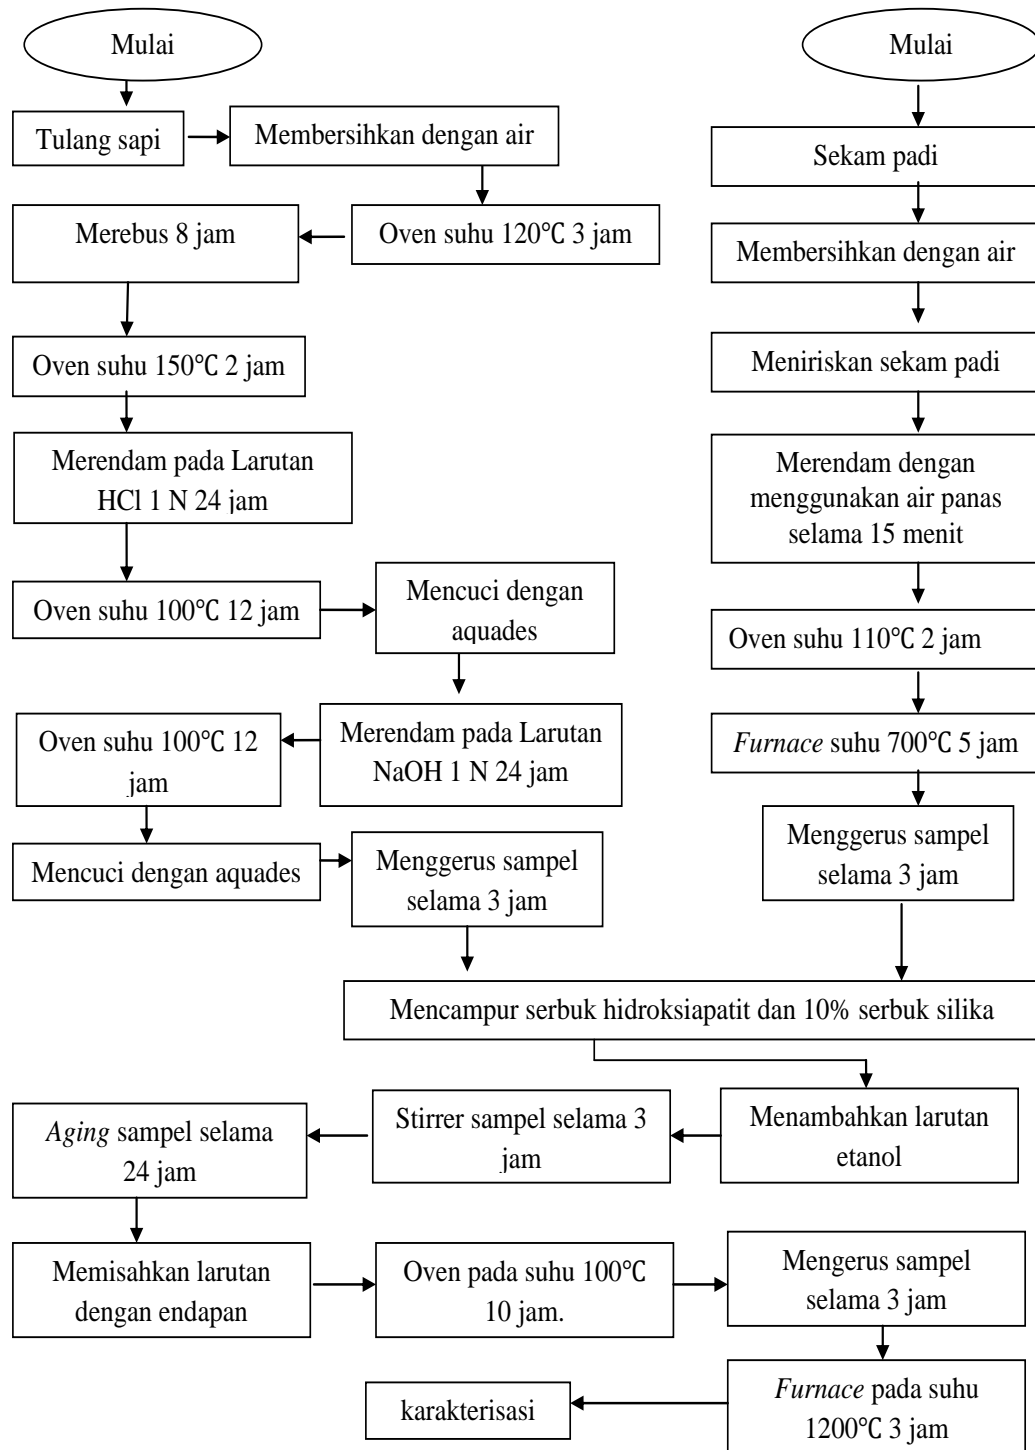 Mulai
Tulang sapi
Membersihkan dengan air
Oven suhu 120℃ 3 jam
Merebus 8 jam
Oven suhu 150℃ 2 jam
Merendam pada Larutan
HCl 1 N 24 jam
Oven suhu 100℃ 12 jam
Mencuci dengan
aquades
Merendam pada Larutan
NaOH 1 N 24 jam
Oven suhu 100℃ 12
jam
Mencuci dengan aquades
Menggerus sampel
selama 3 jam
Mulai
Sekam padi
Membersihkan dengan air
Meniriskan sekam padi
Merendam dengan
menggunakan air panas
selama 15 menit
Oven suhu 110℃ 2 jam
Furnace suhu 700℃ 5 jam
Menggerus sampel
selama 3 jam
Mencampur serbuk hidroksiapatit dan 10% serbuk silika
Menambahkan larutan
etanol
Stirrer sampel selama 3
jam
Aging sampel selama
24 jam
Memisahkan larutan
dengan endapan
Oven pada suhu 100℃
10 jam.
Mengerus sampel
selama 3 jam
Furnace pada suhu
1200℃ 3 jam
karakterisasi